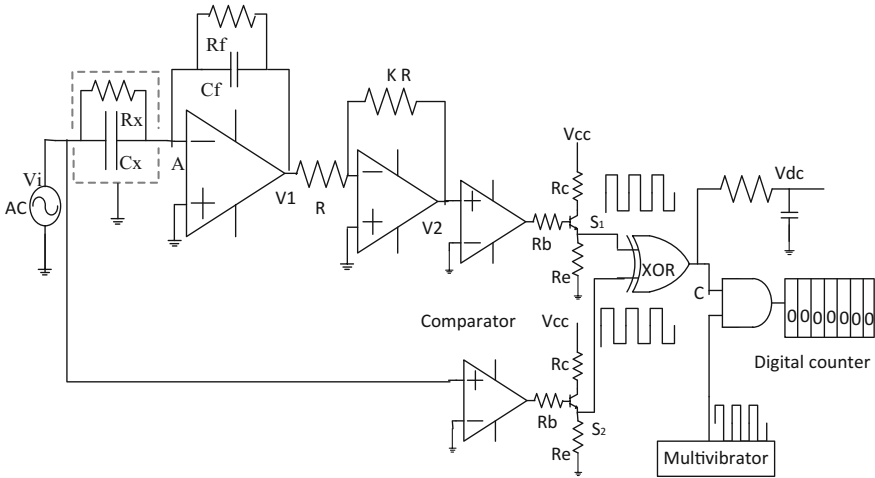 Rf
Cf
K R
Rx
Cx
Vi
AC
A
V1
R
V2
Vcc
Rc
Rb
S1
Re
XOR
Vdc
C
0000000
Digital counter
Comparator
Vcc
Rc
Rb
S2
Re
Multivibrator